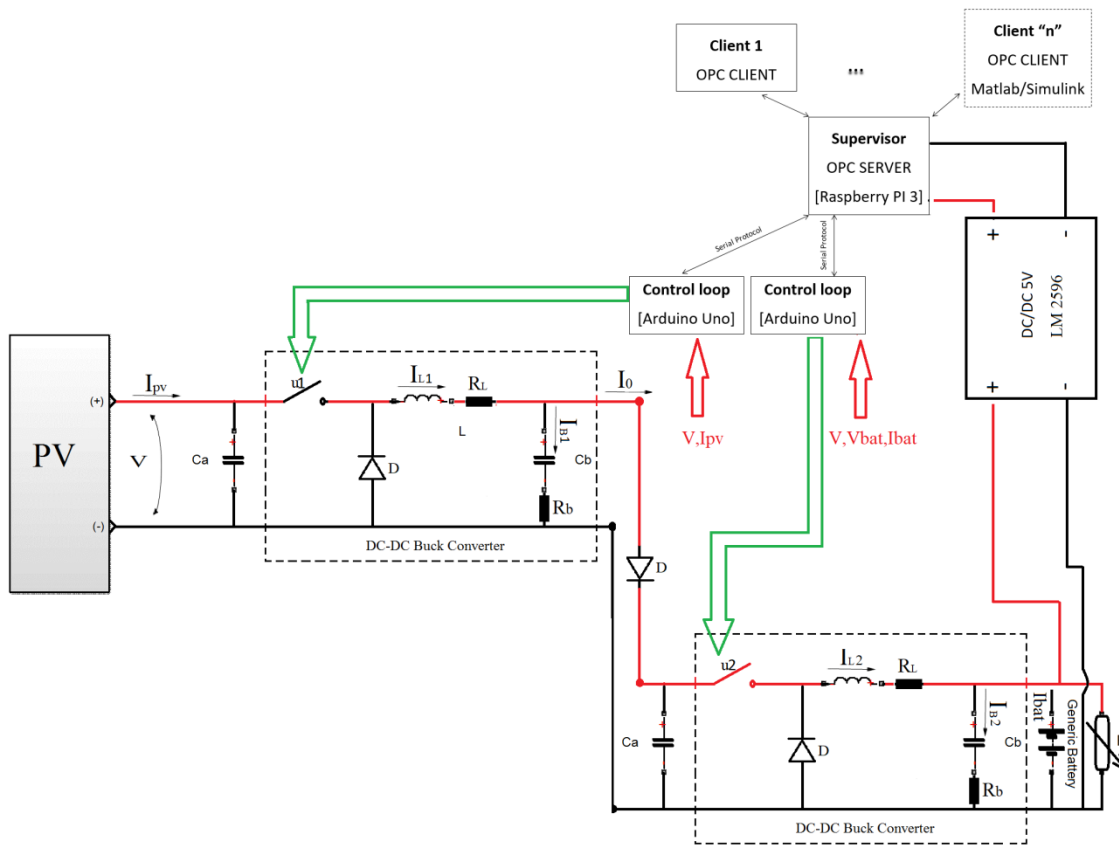 Client 1
OPC CLIENT
...
Client “n”
OPC CLIENT
Matlab/Simulink
Supervisor
OPC SERVER
[Raspberry PI 3]
Serial Protocol
Serial Protocol
Control loop
[Arduino Uno]
Control loop
[Arduino Uno]
+ -
DC/DC 5V
LM 2596
+ -
V,Ipv
V,Vbat,Ibat
PV
(+)
(-)
Ipv
V
Ca
u1
IL1
RL
L
D
IB1
Cb
Rb
I0
DC-DC Buck Converter
D
u2
IL2
RL
Ca
D
IB2
Cb
Rb
Ibat
Generic Battery
DC-DC Buck Converter